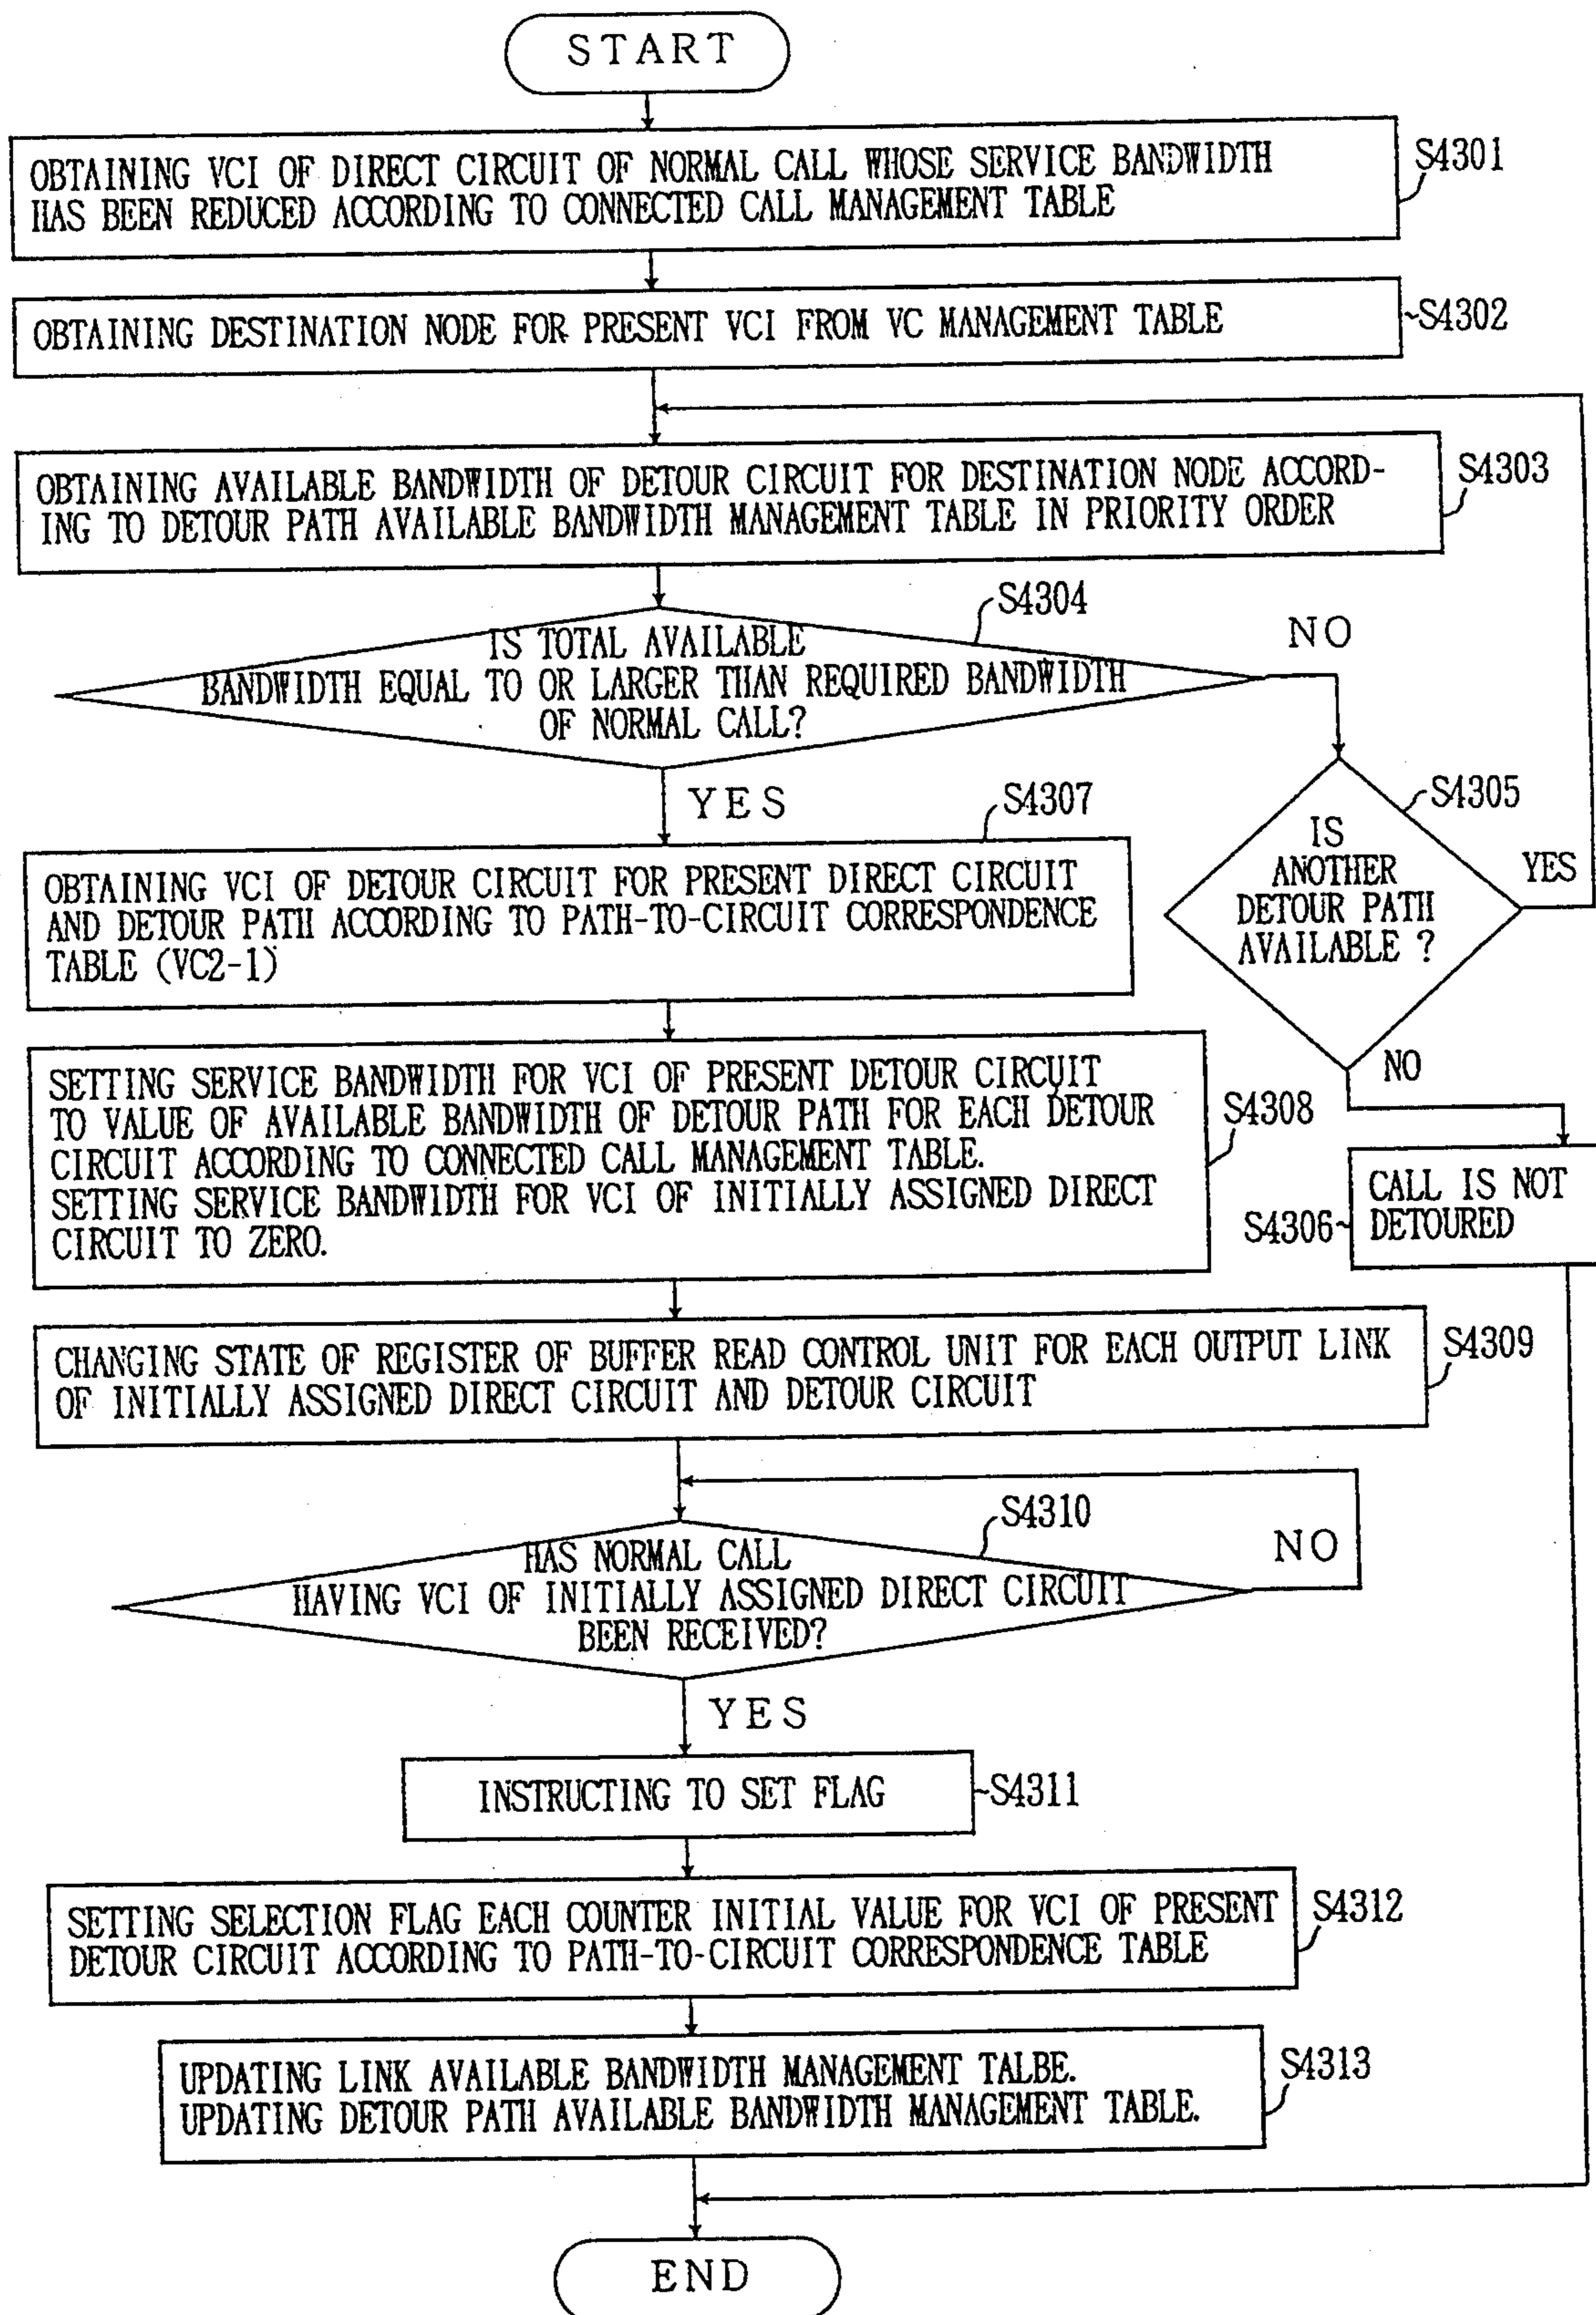 START
OBTAINING VCI OF DIRECT CIRCUIT OF NORMAL CALL WHOSE SERVICE BANDWIDTH
HAS BEEN REDUCED ACCORDING TO CONNECTED CALL MANAGEMENT TABLE
S4301
OBTAINING DESTINATION NODE FOR PRESENT VCI FROM VC MANAGEMENT TABLE
S4302
OBTAINING AVAILABLE BANDWIDTH OF DETOUR CIRCUIT FOR DESTINATION NODE ACCORD-
ING TO DETOUR PATH AVAILABLE BANDWIDTH MANAGEMENT TABLE IN PRIORITY ORDER
S4303
S4304
IS TOTAL AVAILABLE
BANDWIDTH EQUAL TO OR LARGER THAN REQUIRED BANDWIDTH
OF NORMAL CALL?
NO
YES
S4305
IS
ANOTHER
DETOUR PATH
AVAILABLE ?
YES
NO
S4307
OBTAINING VCI OF DETOUR CIRCUIT FOR PRESENT DIRECT CIRCUIT
AND DETOUR PATH ACCORDING TO PATH-TO-CIRCUIT CORRESPONDENCE
TABLE (VC2-1)
SETTING SERVICE BANDWIDTH FOR VCI OF PRESENT DETOUR CIRCUIT
TO VALUE OF AVAILABLE BANDWIDTH OF DETOUR PATH FOR EACH DETOUR
CIRCUIT ACCORDING TO CONNECTED CALL MANAGEMENT TABLE.
SETTING SERVICE BANDWIDTH FOR VCI OF INITIALLY ASSIGNED DIRECT
CIRCUIT TO ZERO.
S4308
S4306
CALL IS NOT
DETOURED
CHANGING STATE OF REGISTER OF BUFFER READ CONTROL UNIT FOR EACH OUTPUT LINK
OF INITIALLY ASSIGNED DIRECT CIRCUIT AND DETOUR CIRCUIT
S4309
S4310
HAS NORMAL CALL
HAVING VCI OF INITIALLY ASSIGNED DIRECT CIRCUIT
BEEN RECEIVED?
NO
YES
INSTRUCTING TO SET FLAG
S4311
SETTING SELECTION FLAG EACH COUNTER INITIAL VALUE FOR VCI OF PRESENT
DETOUR CIRCUIT ACCORDING TO PATH-TO-CIRCUIT CORRESPONDENCE TABLE
S4312
UPDATING LINK AVAILABLE BANDWIDTH MANAGEMENT TALBE.
UPDATING DETOUR PATH AVAILABLE BANDWIDTH MANAGEMENT TABLE.
S4313
END